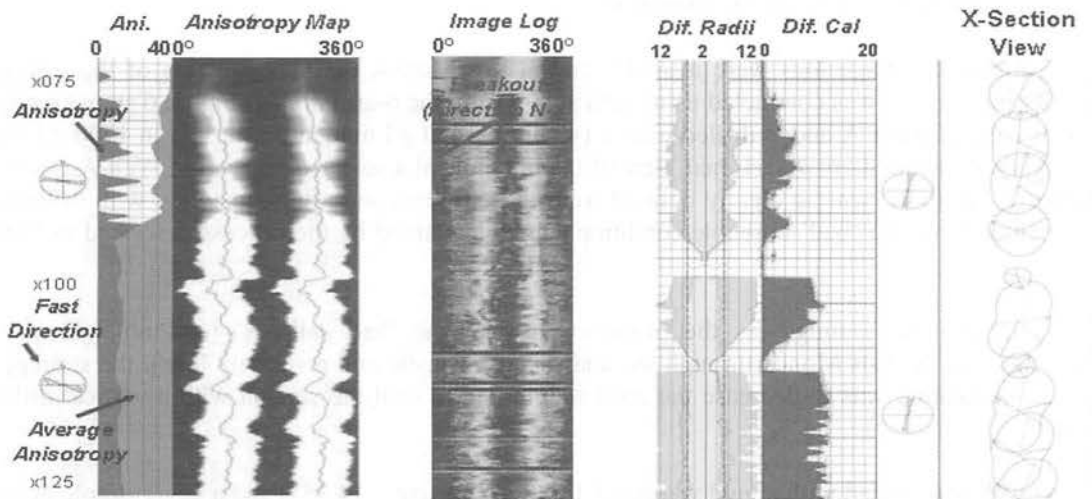 Ani.
Anisotropy Map
Image Log
Dif. Radii
Dif. Cal
X-Section
View
0
40
0°
360°
0°
360°
12
2
12
0
20
x075
Anisotropy
Breakout
x100
Fast
Direction
Average
Anisotropy
x125